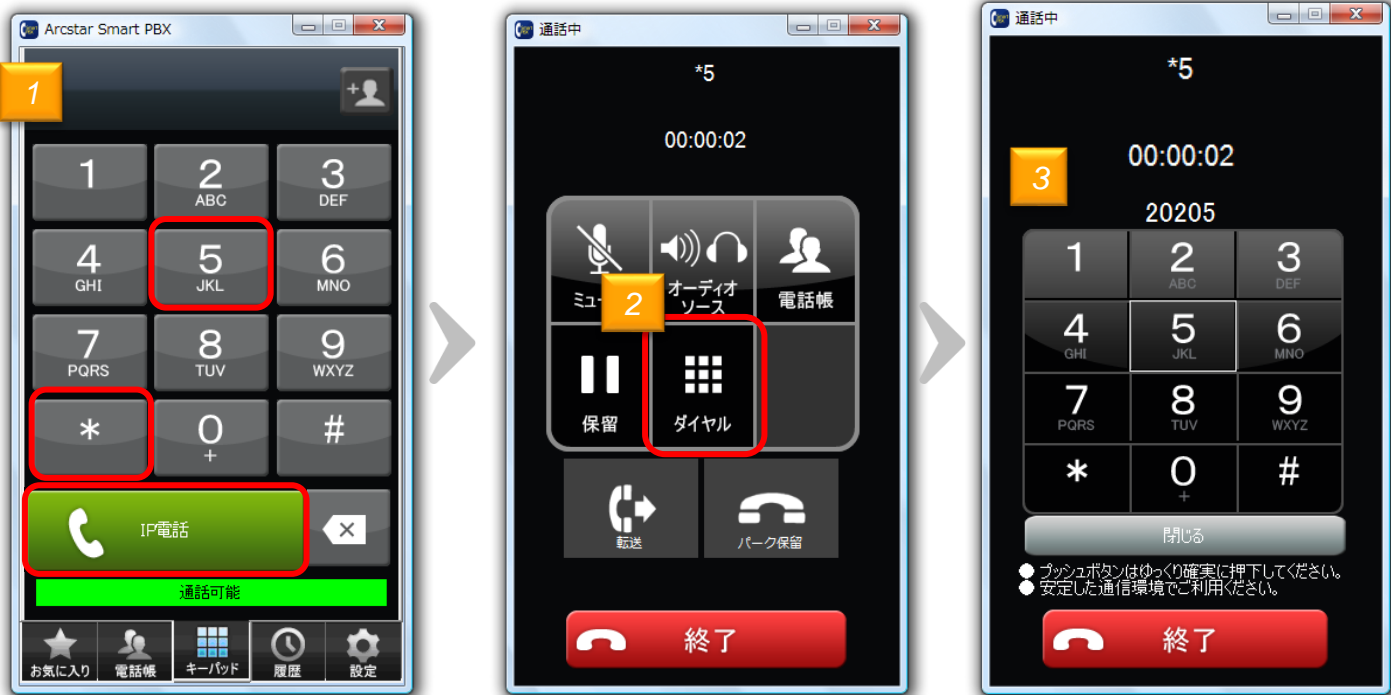 Arcstar Smart PBX
1
1
2
ABC
3
DEF
4
GHI
5
JKL
6
MNO
7
PQRS
8
TUV
9
WXYZ
*
0
+
#
IP電話
通話可能
お気に入り
電話帳
キーパッド
履歴
設定
通話中
*5
00:00:02
2
オーディオ
ソース
電話帳
保留
ダイヤル
転送
パーク保留
終了
通話中
*5
00:00:02
3
20205
1
2
ABC
3
DEF
4
GHI
5
JKL
6
MNO
7
PQRS
8
TUV
9
WXYZ
*
0
+
#
閉じる
● プッシュボタンはゆっくり確実に押下してください。
● 安定した通信環境でご利用ください。
終了